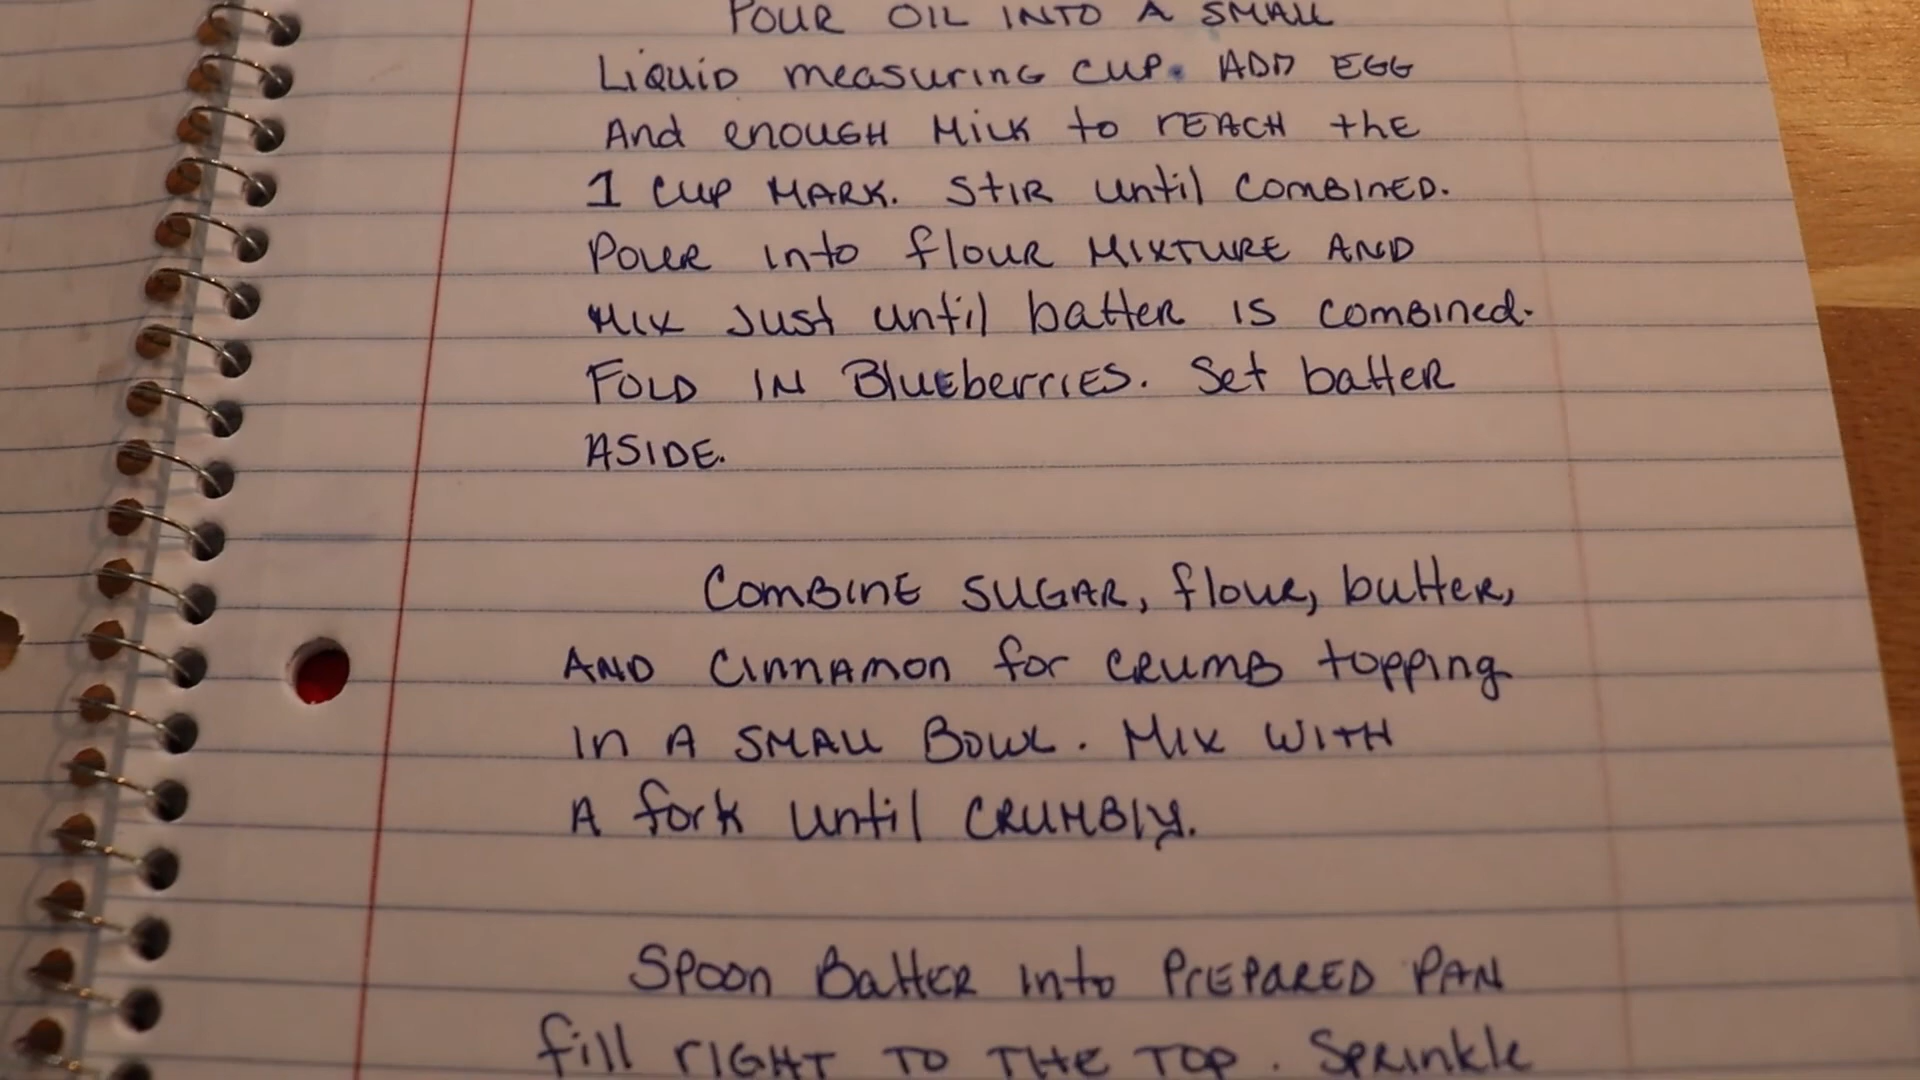 POUR OIL INTO A SMALL
Liquid measuring cup. ADD EGG
And enough Milk to rEACH the
1 cup MARK. Stir until combined.
Pour into flour MIXTURE AND
MIX Just until batter is combined.
FOLD IN Blueberries. Set batter
ASIDE.
Combine SUGAR, flour, butter,
AND Cinnamon for crumb topping
In A SMALL Bowl. Mix WITH
A fork until CRUMBLY.
Spoon Batter into PREPARED PAN
fill rIGHT TO THE TOP. Sprinkle